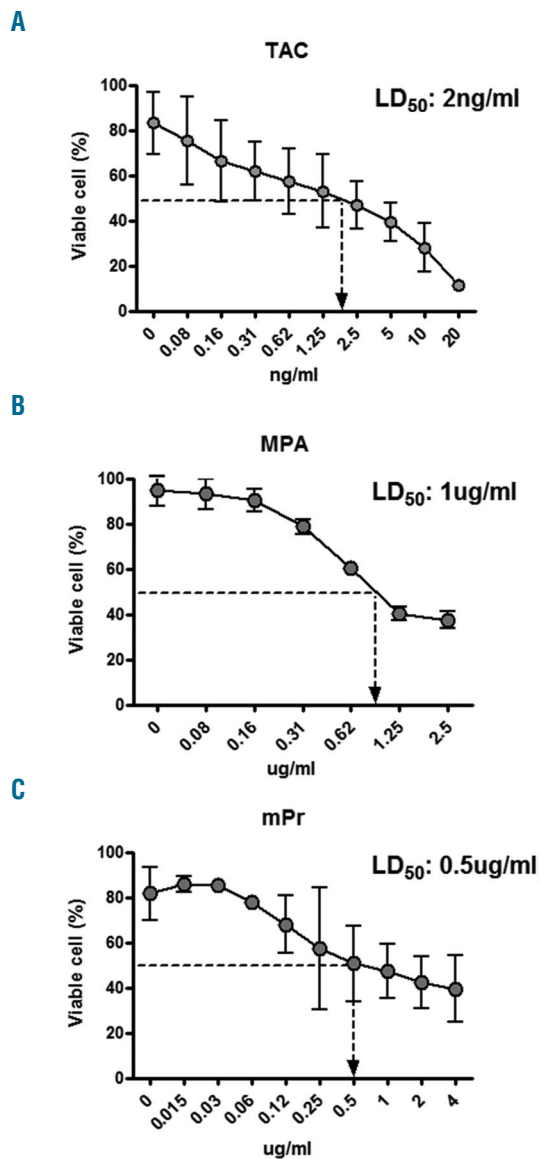 A
TAC
LD50: 2ng/ml
Viable cell (%)
100
80
60
40
20
0
0 0.08 0.16 0.31 0.62 1.25 2.5 5 10 20
ng/ml
B
MPA
LD50: 1ug/ml
Viable cell (%)
100
80
60
40
20
0
0 0.08 0.16 0.31 0.62 1.25 2.5
ug/ml
C
mPr
LD50: 0.5ug/ml
Viable cell (%)
100
80
60
40
20
0
0 0.015 0.03 0.06 0.12 0.25 0.5 1 2 4
ug/ml